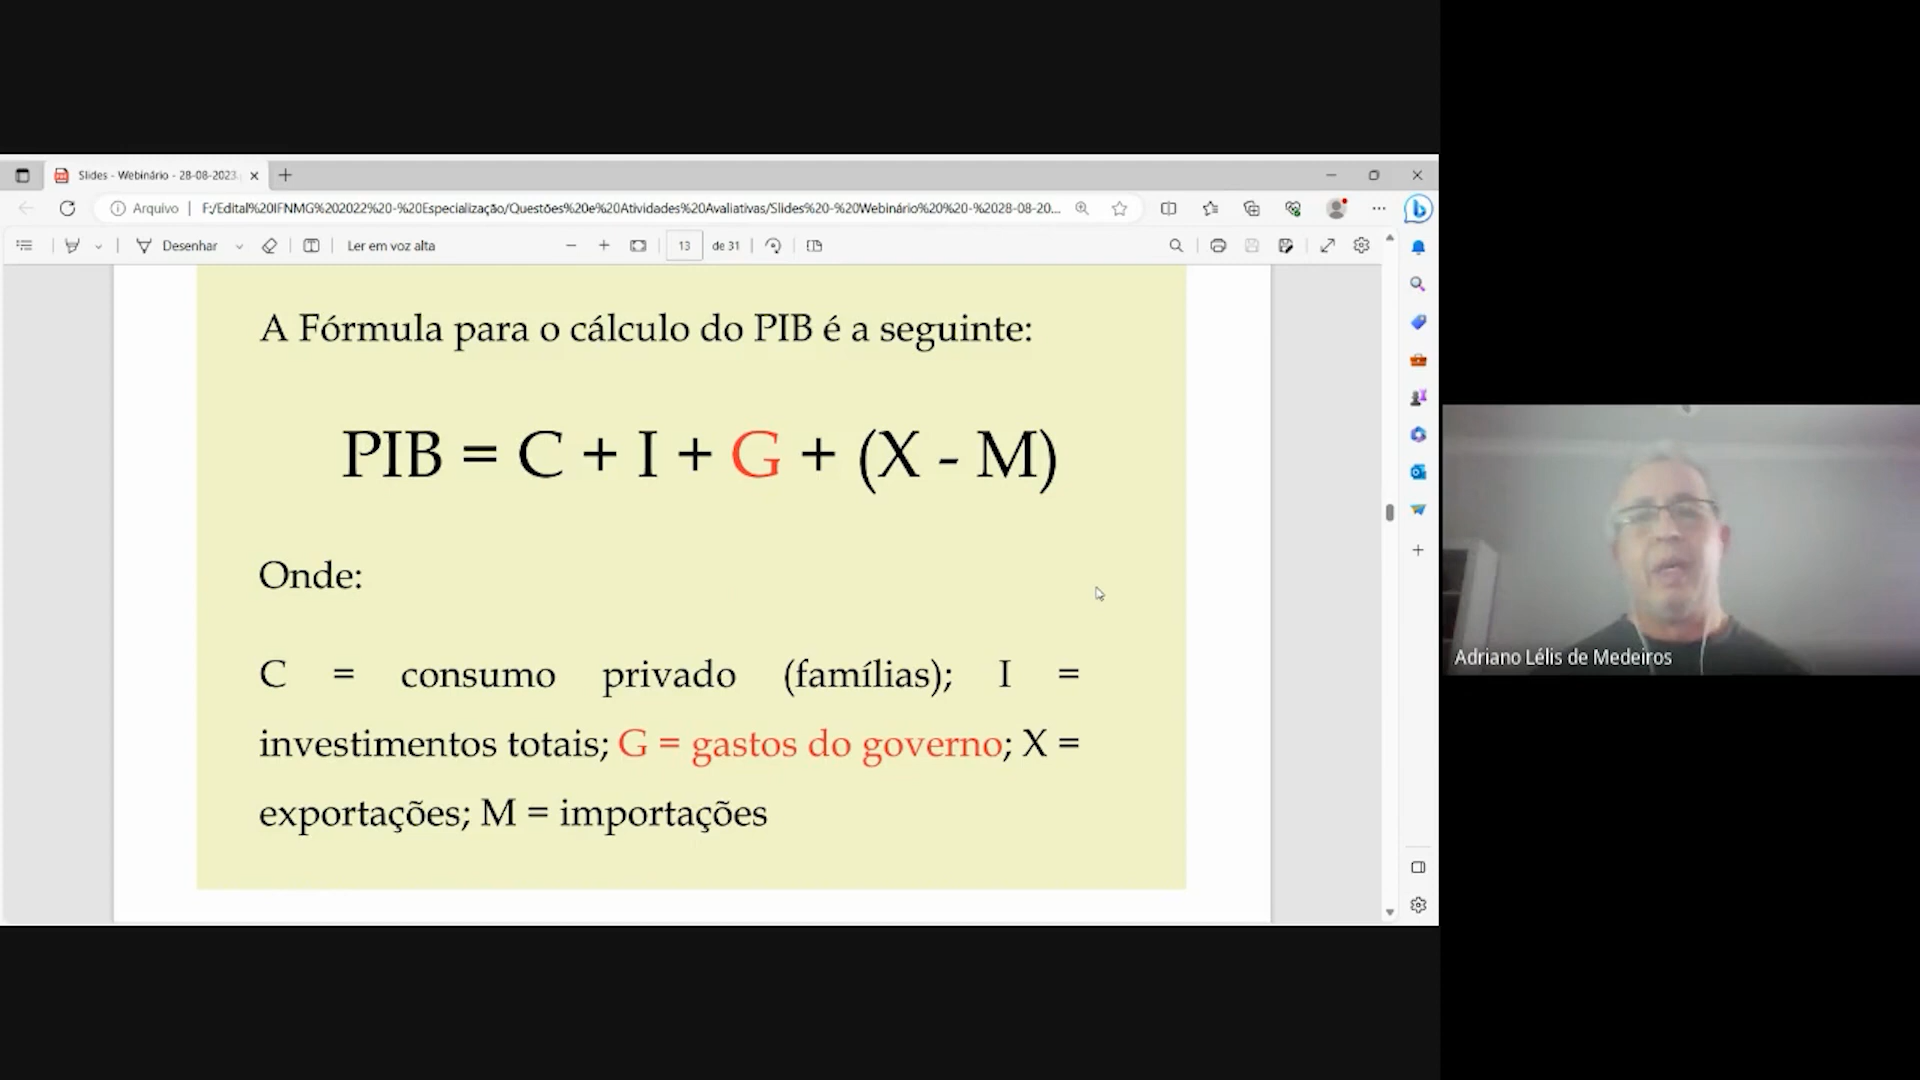 Slides - Webinário - 28-08-2023.
Arquivo
F:/Edital%20IFNMG%202022%20-%20Especialização/Questões%20e%20Atividades%20Avaliativas/Slides%20-%20Webinário%20%20-%2028-08-20...
Desenhar
Ler em voz alta
13
de 31
A Fórmula para o cálculo do PIB é a seguinte:
PIB = C + I + G + (X - M)
Onde:
C = consumo privado (famílias); I =
investimentos totais; G = gastos do governo; X =
exportações; M = importações
Adriano Lélis de Medeiros